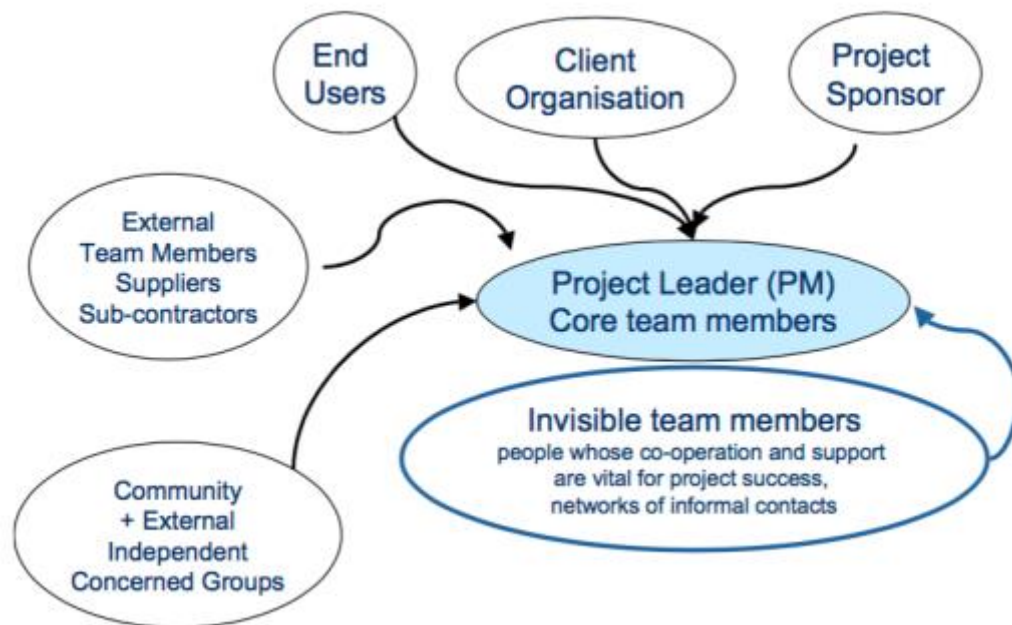 End
Users
Client
Organisation
Project
Sponsor
External
Team Members
Suppliers
Sub-contractors
Project Leader (PM)
Core team members
Invisible team members
people whose co-operation and support
are vital for project success,
networks of informal contacts
Community
+ External
Independent
Concerned Groups